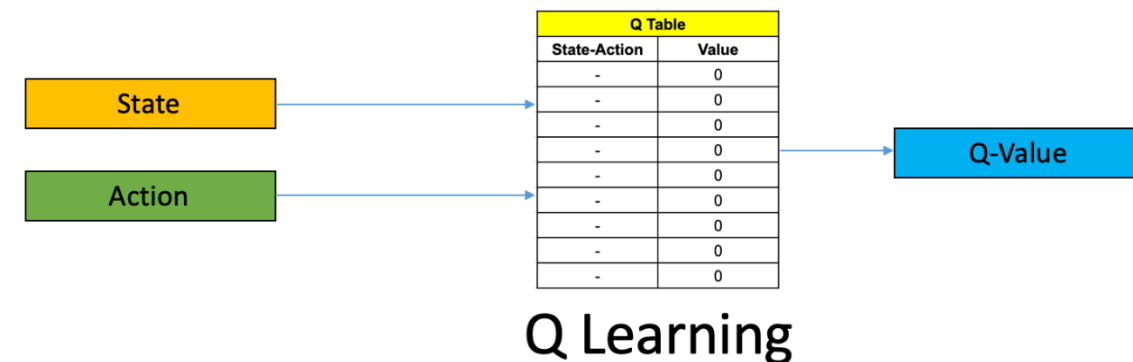 Q Table
State-Action Value
- 0
- 0
- 0
- 0
- 0
- 0
- 0
- 0
- 0
State
Action
Q-Value
Q Learning